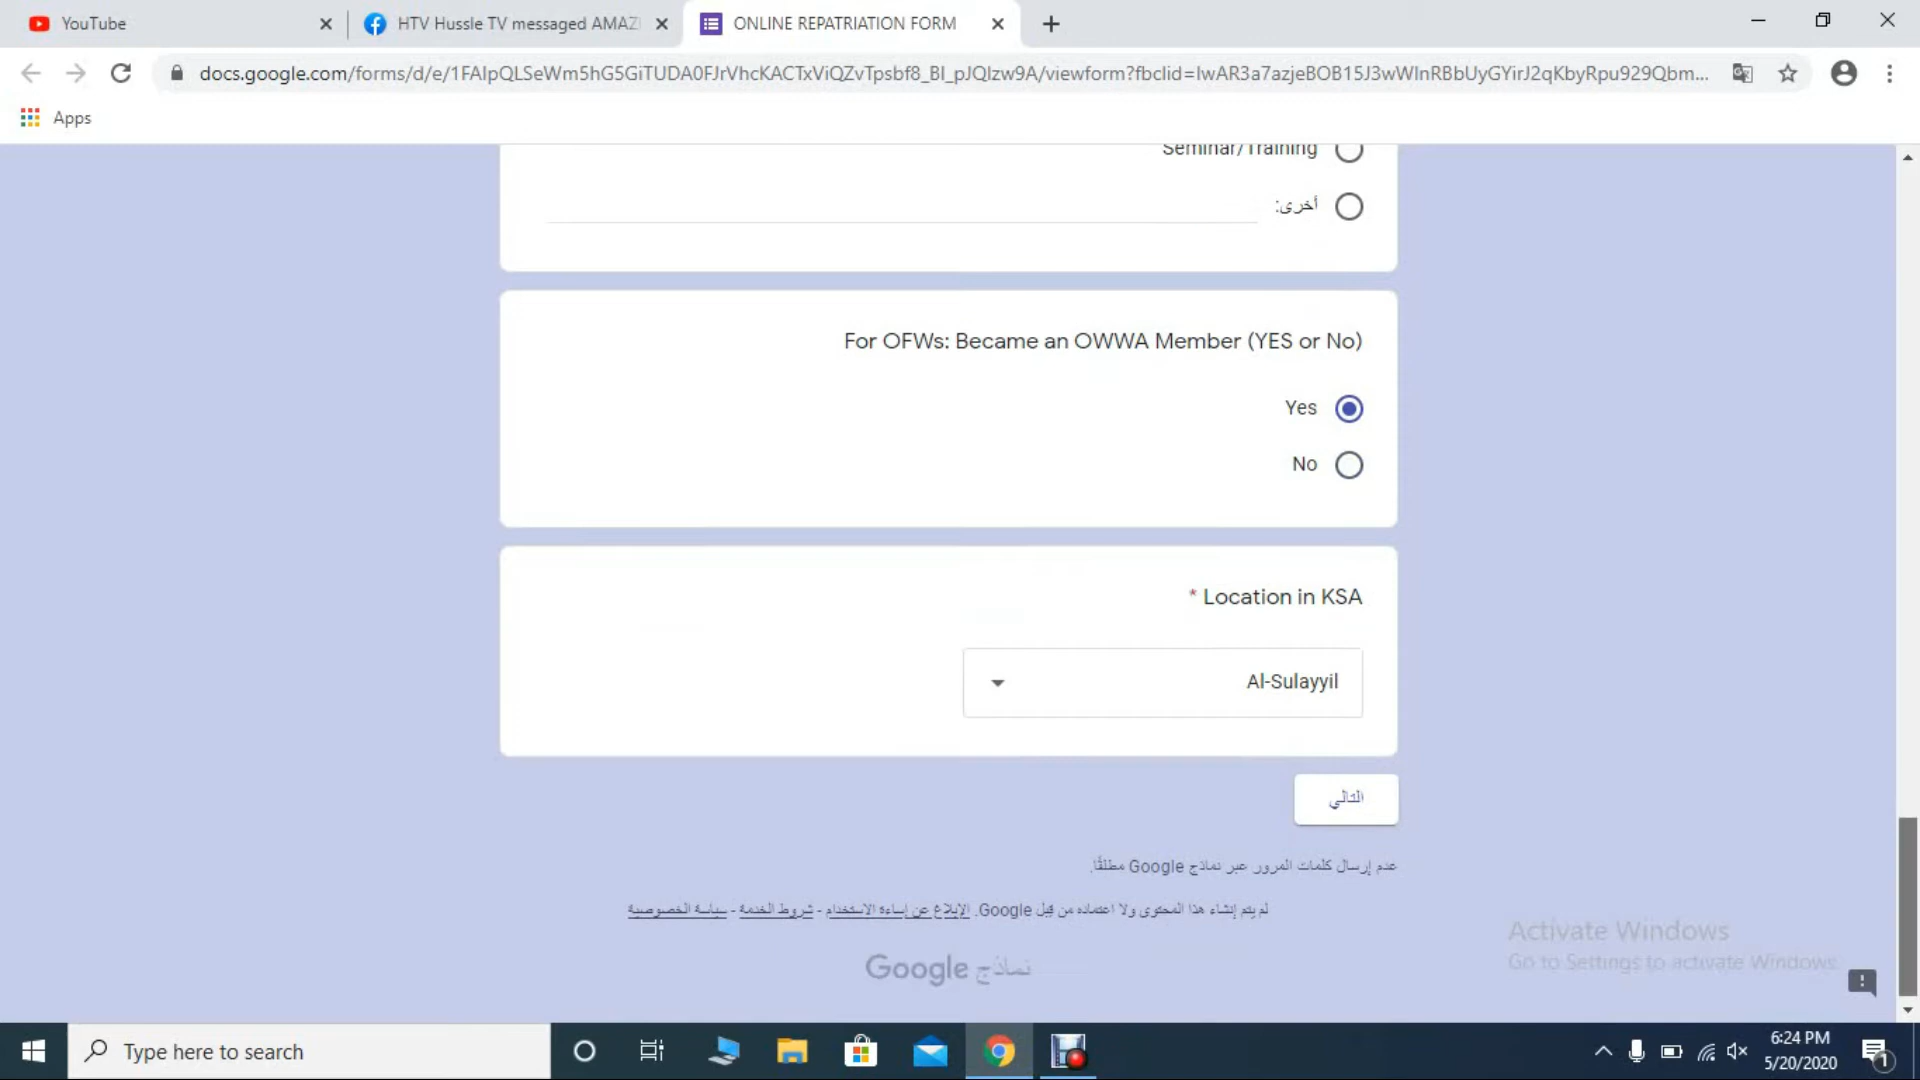 YouTube
HTV Hussle TV messaged AMAZ
ONLINE REPATRIATION FORM
docs.google.com/forms/d/e/1FAIpQLSeWm5hG5GiTUDA0FJrVhcKACTxViQZvTpsbf8_BI_pJQIzw9A/viewform?fbclid=IwAR3a7azjeBOB15J3wWInRBbUyGYirJ2qKbyRpu929Qbm...
Apps
Seminar/Training
أخرى:
For OFWs: Became an OWWA Member (YES or No)
Yes
No
* Location in KSA
Al-Sulayyil
التالي
عدم إرسال كلمات المرور عبر نماذج Google مطلقًا.
لم يتم إنشاء هذا المحتوى ولا اعتماده من قبل Google. الإبلاغ عن إساءة الاستخدام - شروط الخدمة - سياسة الخصوصية
نماذج Google
Activate Windows
Go to Settings to activate Windows.
Type here to search
6:24 PM
5/20/2020
1